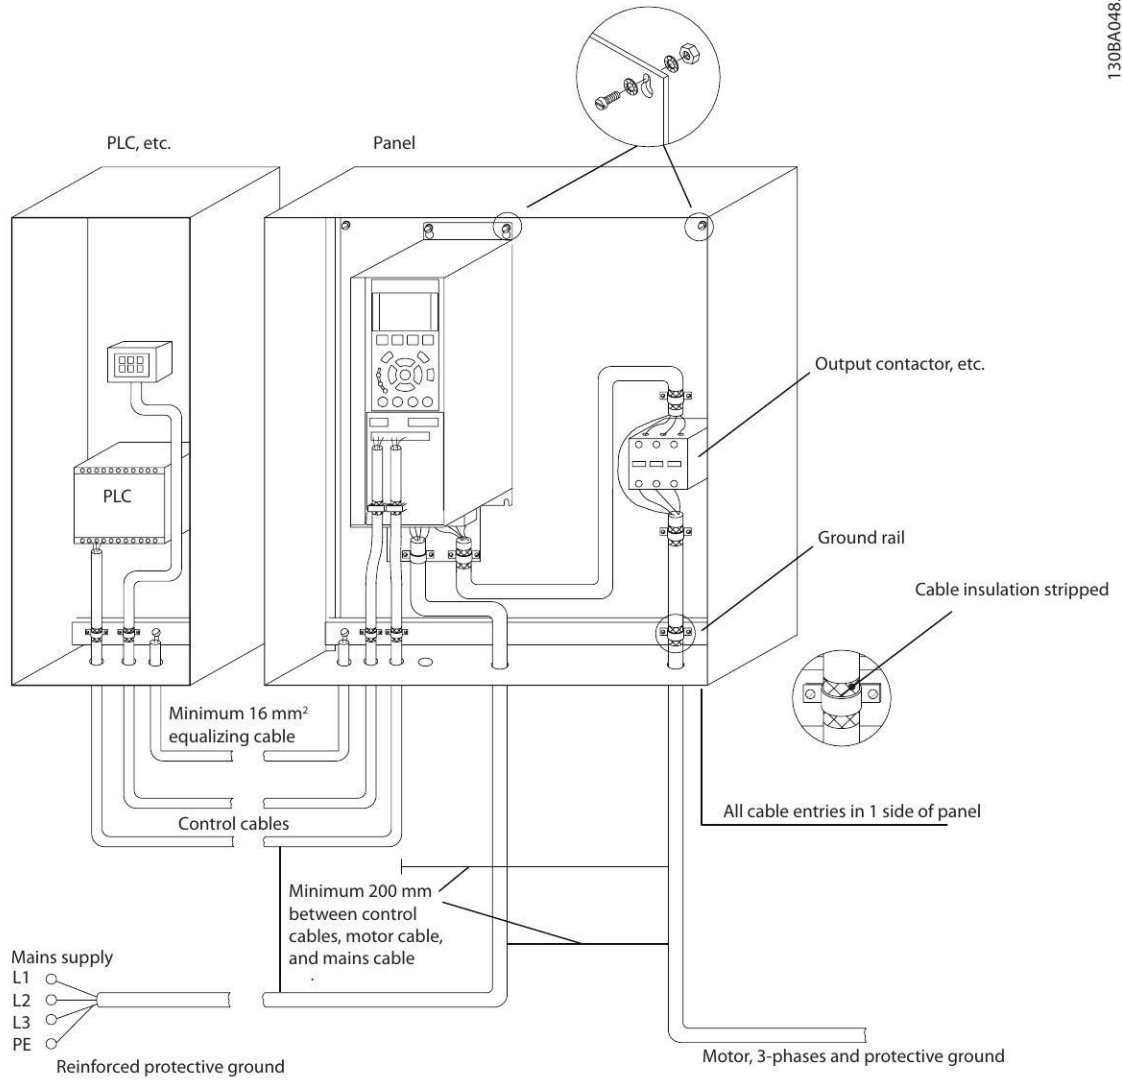 130BA048.
PLC, etc.
Panel
Output contactor, etc.
PLC
Ground rail
Cable insulation stripped
Minimum 16 mm²
equalizing cable
All cable entries in 1 side of panel
Control cables
Minimum 200 mm
between control
cables, motor cable,
and mains cable
Mains supply
L1
L2
L3
PE
Reinforced protective ground
Motor, 3-phases and protective ground